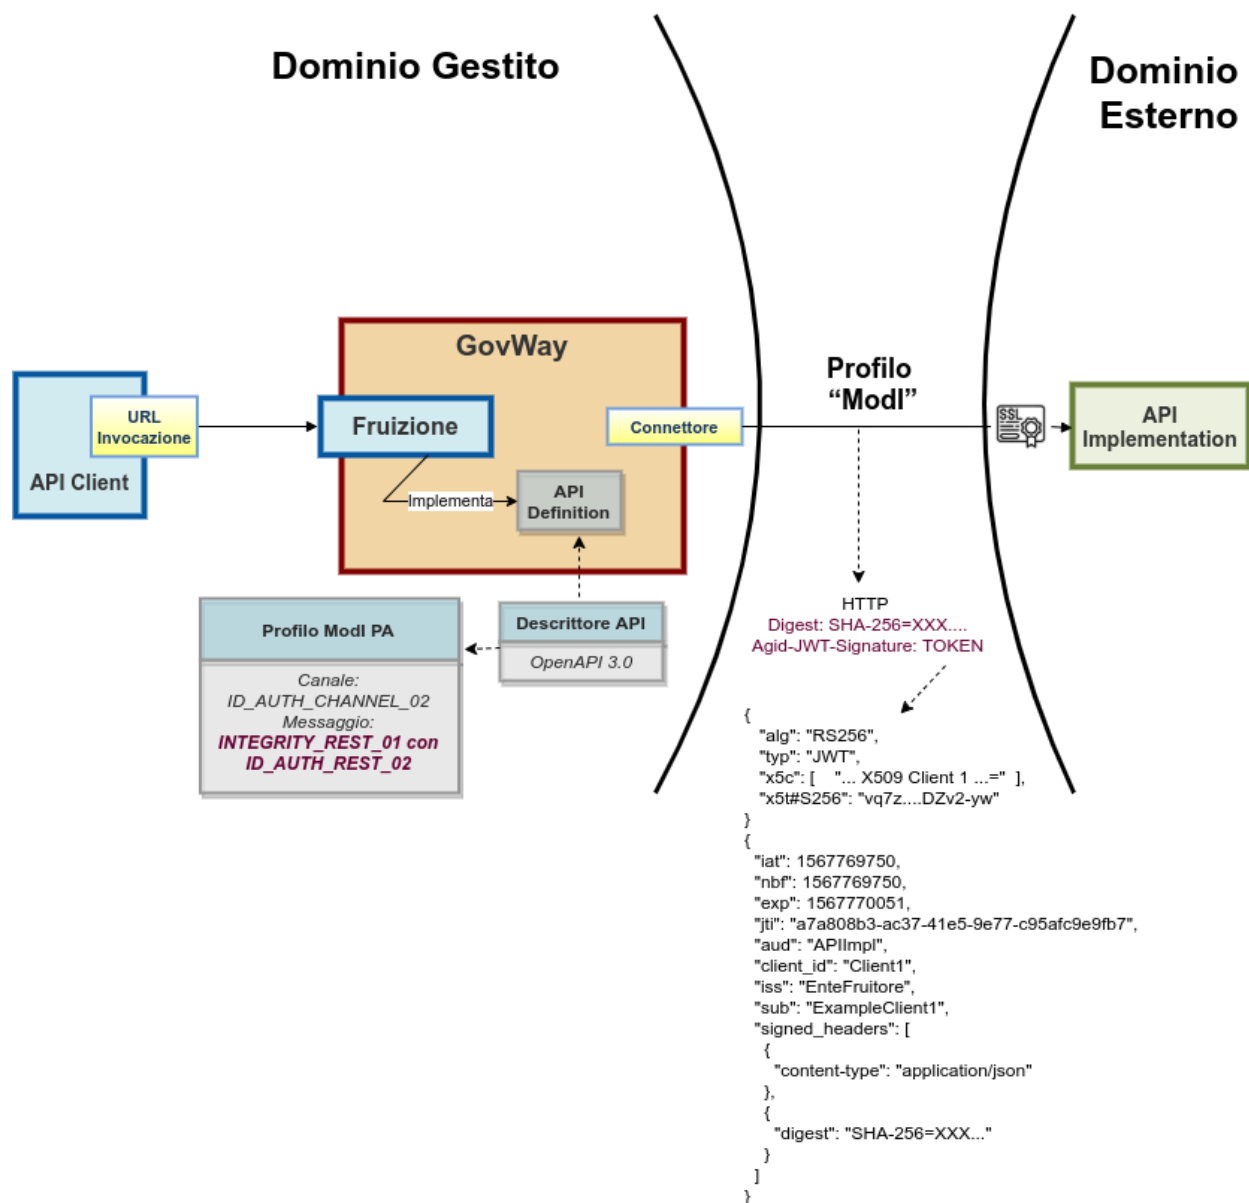 Dominio Gestito
Dominio
Esterno
GovWay
Profilo
“ModI”
URL
Invocazione
API Client
Fruizione
Connettore
SSL
API
Implementation
Implementa
API
Definition
Profilo ModI PA
Canale:
ID_AUTH_CHANNEL_02
Messaggio:
INTEGRITY_REST_01 con
ID_AUTH_REST_02
Descrittore API
OpenAPI 3.0
HTTP
Digest: SHA-256=XXX....
Agid-JWT-Signature: TOKEN
{
"alg": "RS256",
"typ": "JWT",
"x5c": [ "... X509 Client 1 ...=" ],
"x5t#S256": "vq7z....DZv2-yw"
}
{
"iat": 1567769750,
"nbf": 1567769750,
"exp": 1567770051,
"jti": "a7a808b3-ac37-41e5-9e77-c95afc9e9fb7",
"aud": "APIImpl",
"client_id": "Client1",
"iss": "EnteFruitore",
"sub": "ExampleClient1",
"signed_headers": [
{
"content-type": "application/json"
},
{
"digest": "SHA-256=XXX..."
}
]
}